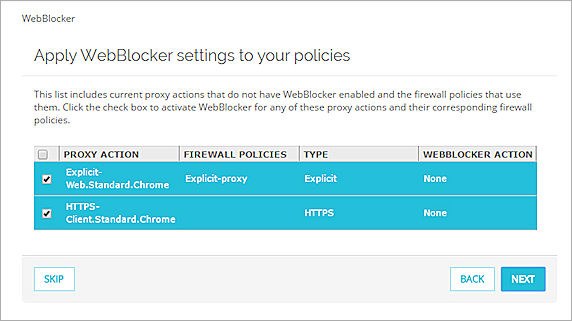 WebBlocker
Apply WebBlocker settings to your policies
This list includes current proxy actions that do not have WebBlocker enabled and the firewall policies that use
them. Click the check box to activate WebBlocker for any of these proxy actions and their corresponding firewall
policies.
PROXY ACTION FIREWALL POLICIES TYPE WEBBLOCKER ACTION
Explicit-
Web.Standard.Chrome Explicit-proxy Explicit None
HTTPS-
Client.Standard.Chrome HTTPS None
SKIP BACK NEXT